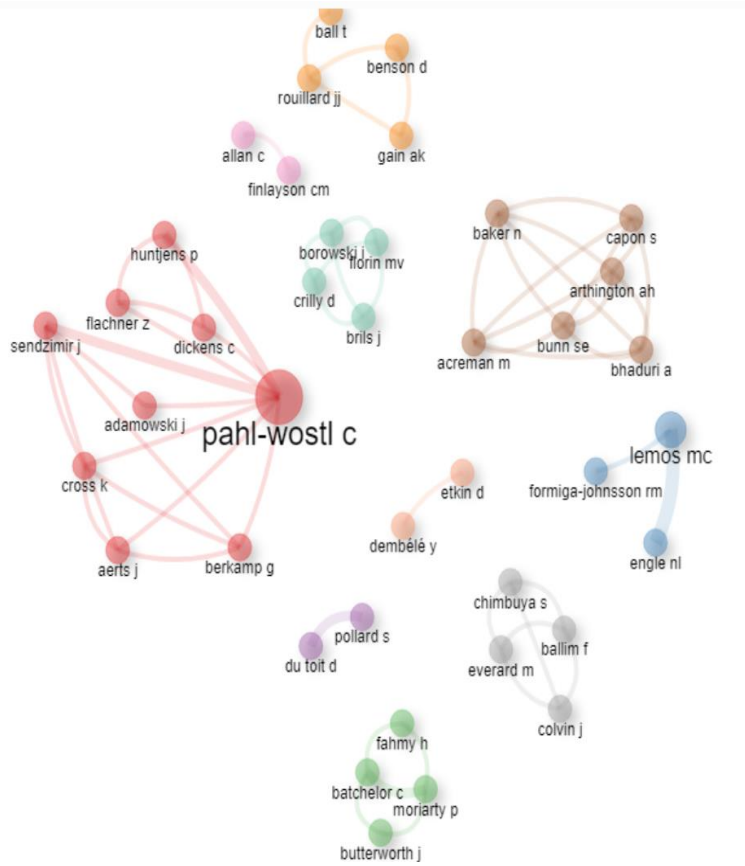 ball t
benson d
rouillard jj
gain ak
allan c
finlayson cm
huntjens p
borowski i
florin mv
baker n
capon s
crilly d
arthington ah
flachner z
sendzimir j
dickens c
brils j
acreman m
bunn se
bhaduri a
adamowski j
pahl-wostl c
lemos mc
cross k
etkin d
formiga-johnsson rm
dembélé y
aerts j
berkamp g
engle nl
chimbuya s
pollard s
du toit d
ballim f
everard m
colvin j
fahmy h
batchelor c
moriarty p
butterworth j